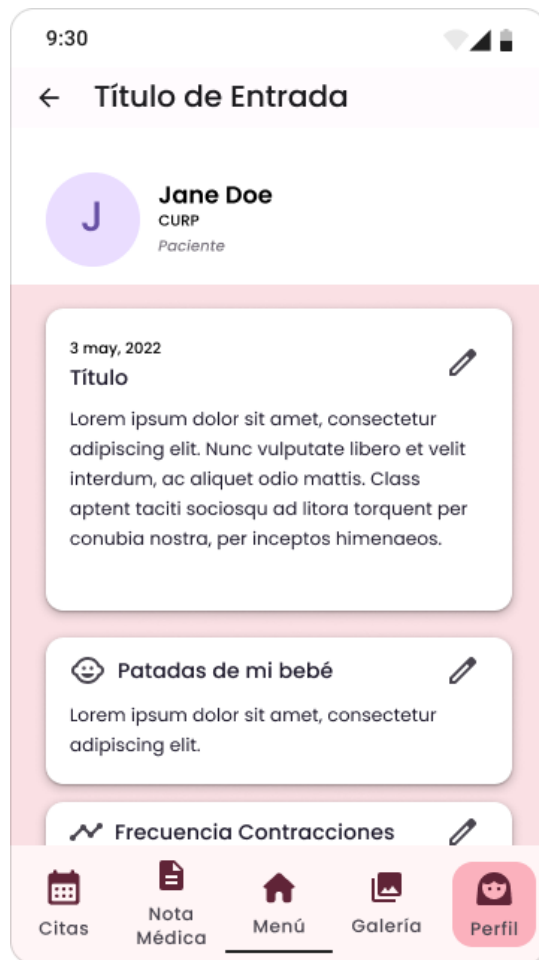 9:30
Título de Entrada
J
Jane Doe
CURP
Paciente
3 may, 2022
Título
Lorem ipsum dolor sit amet, consectetur
adipiscing elit. Nunc vulputate libero et velit
interdum, ac aliquet odio mattis. Class
aptent taciti sociosqu ad litora torquent per
conubia nostra, per inceptos himenaeos.
Patadas de mi bebé
Lorem ipsum dolor sit amet, consectetur
adipiscing elit.
Frecuencia Contracciones
Citas
Nota
Médica
Menú
Galería
Perfil